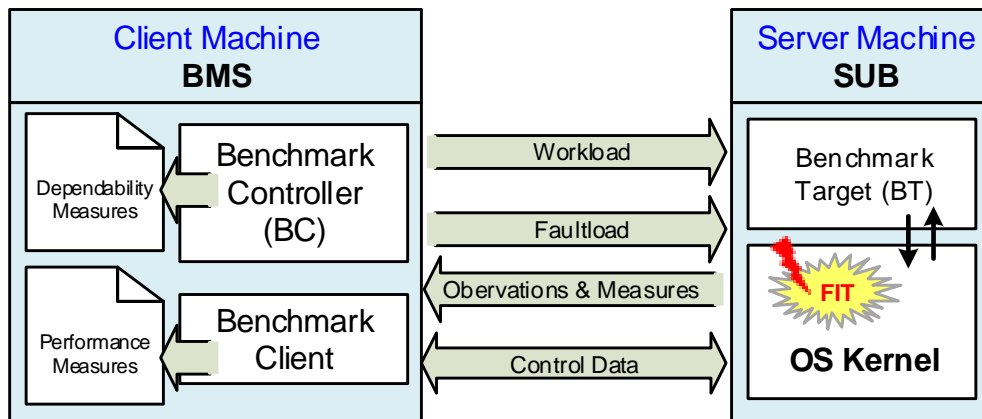 Client Machine
BMS
Dependability
Measures
Benchmark
Controller
(BC)
Performance
Measures
Benchmark
Client
Workload
Faultload
Obervations & Measures
Control Data
Server Machine
SUB
Benchmark
Target (BT)
FIT
OS Kernel